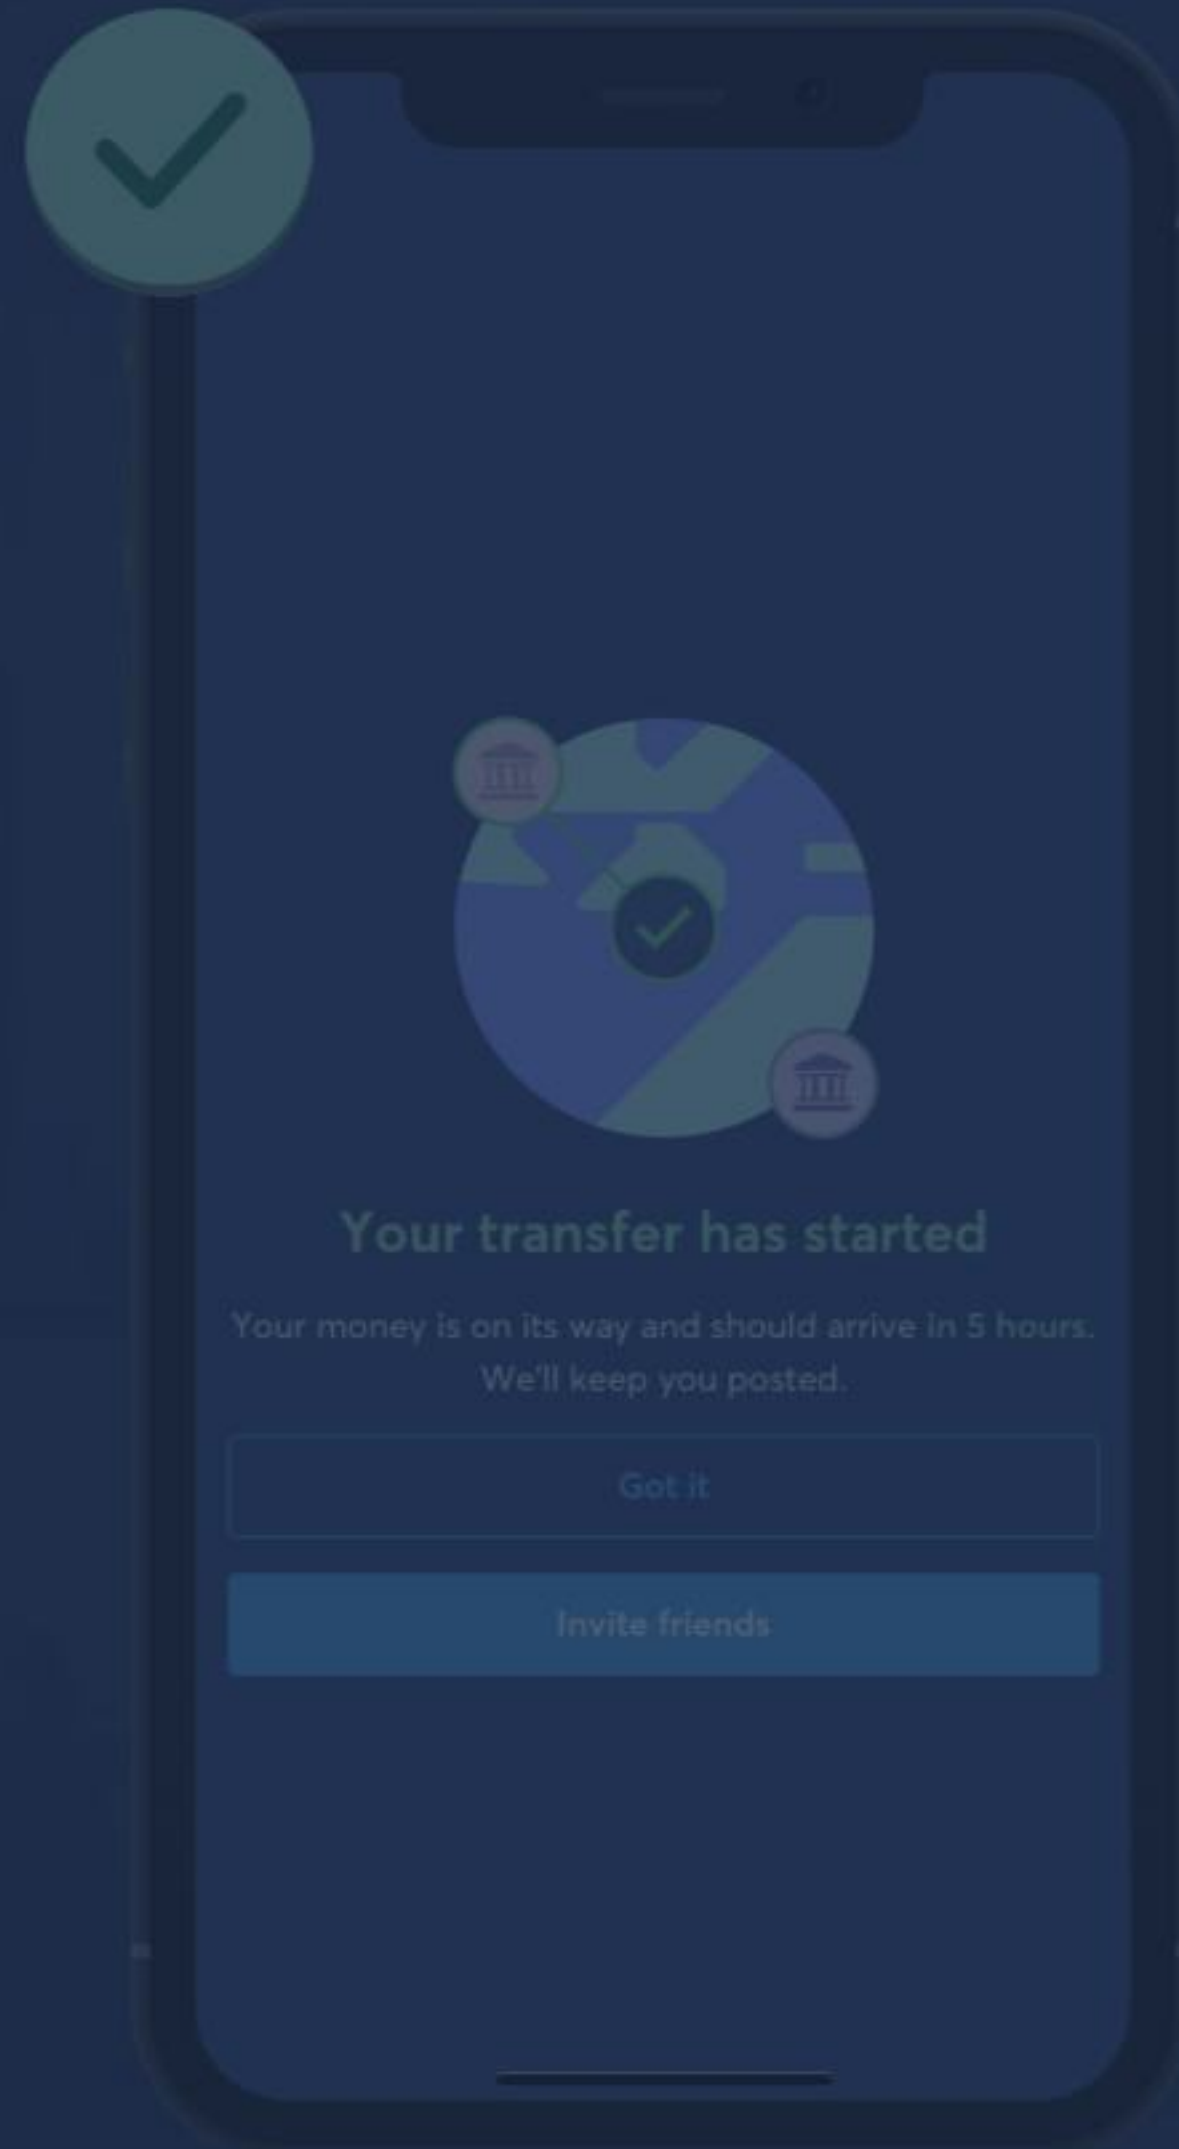 Your transfer has started
Your money is on its way and should arrive in 5 hours.
We'll keep you posted.
Got it
Invite friends